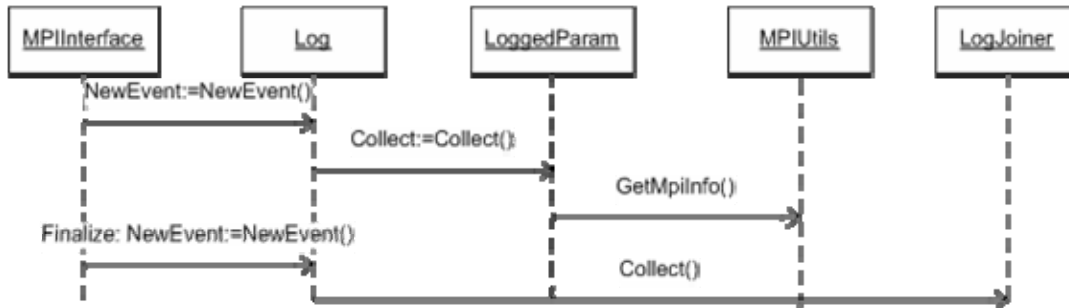 MPIInterface Log LoggedParam MPIUtils LogJoiner
NewEvent:=NewEvent()
Collect:=Collect()
GetMpiInfo()
Finalize: NewEvent:=NewEvent()
Collect()